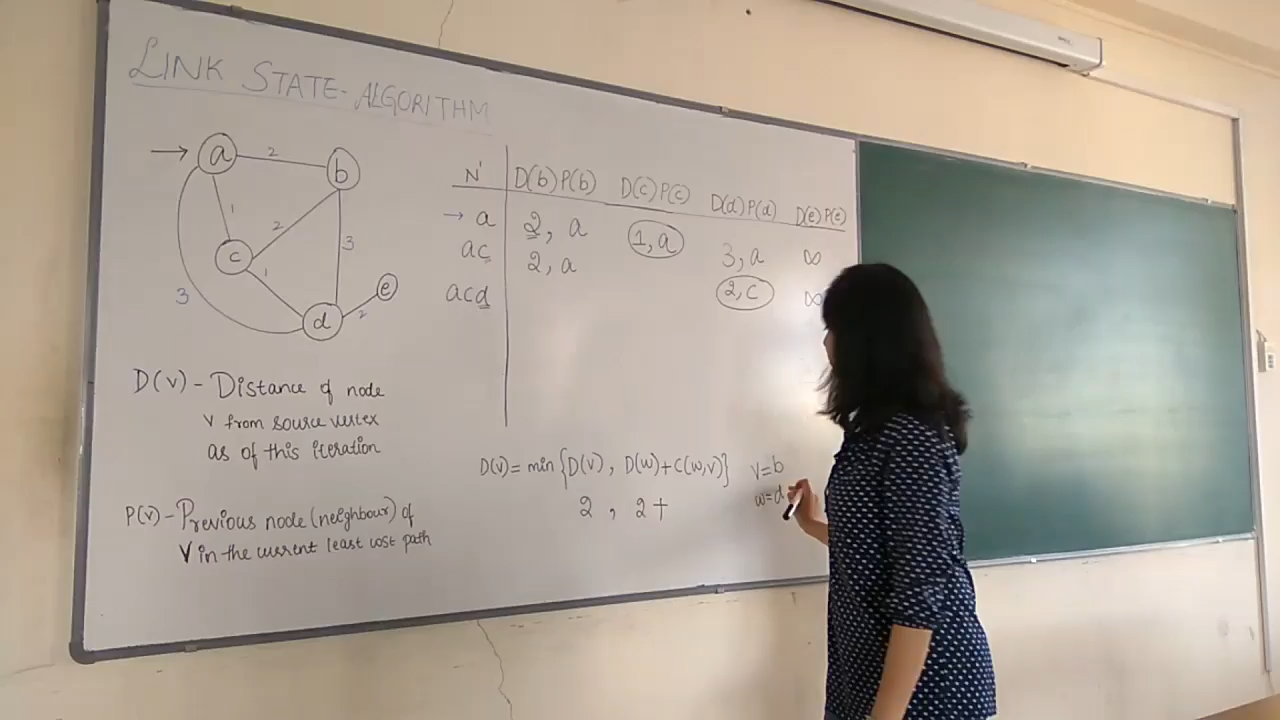 LINK STATE-ALGORITHM
→ a 2 b
1 2 3
c 1
3 d 2 e
N' D(b)P(b) D(c)P(c) D(d)P(d) D(e)P(e)
→ a 2, a 1,a 3, a ∞
ac 2, a 2,c ∞
acd
D(v) - Distance of node
v from source vertex
as of this iteration
P(v) - Previous node (neighbour) of
v in the current least cost path
D(v) = min {D(v), D(w)+C(w,v)} v=b
2 , 2+ w=d